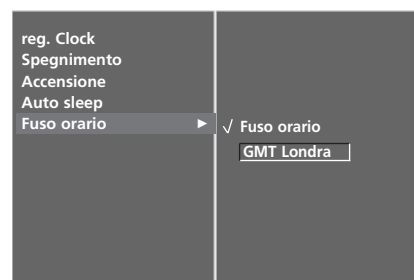 reg. Clock
Spegnimento
Accensione
Auto sleep
Fuso orario ►
√ Fuso orario
GMT Londra